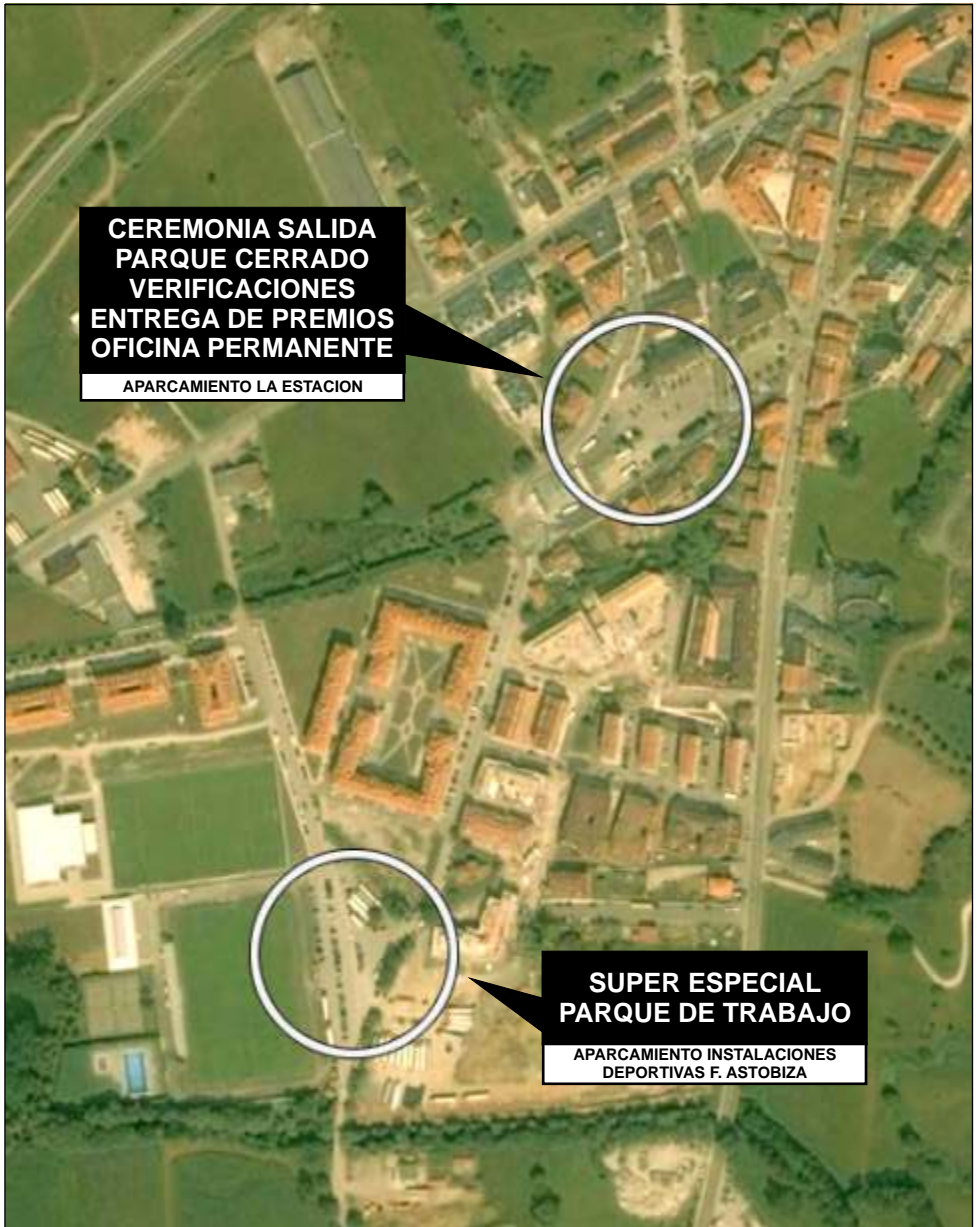 CEREMONIA SALIDA
PARQUE CERRADO
VERIFICACIONES
ENTREGA DE PREMIOS
OFICINA PERMANENTE
APARCAMIENTO LA ESTACION
SUPER ESPECIAL
PARQUE DE TRABAJO
APARCAMIENTO INSTALACIONES
DEPORTIVAS F. ASTOBIZA